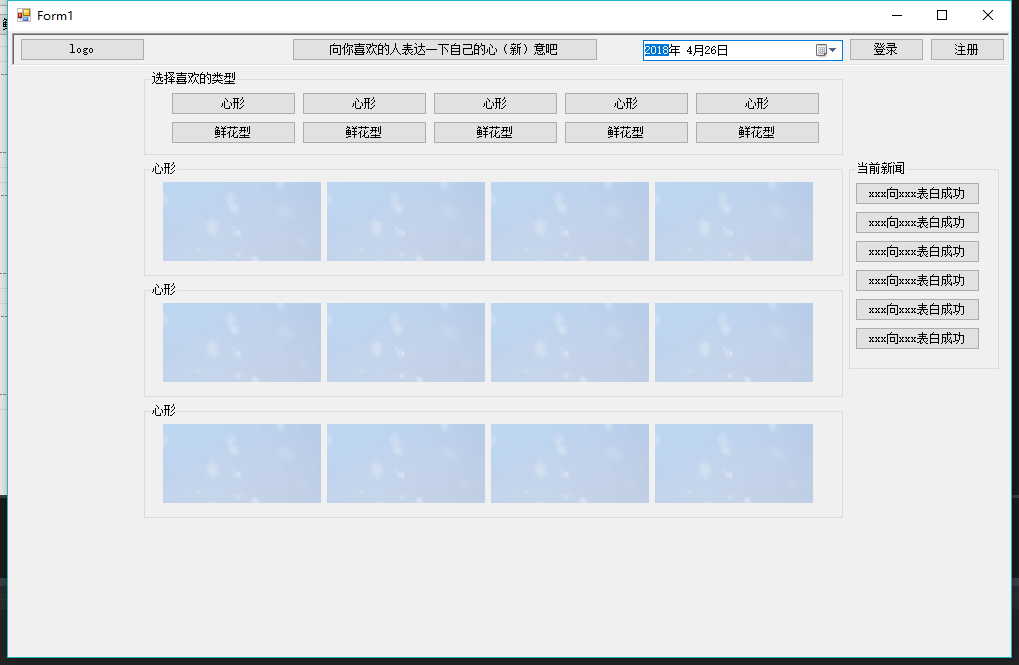 Form1
logo 向你喜欢的人表达一下自己的心（新）意吧 2018年 4月26日 登录 注册
选择喜欢的类型
心形 心形 心形 心形 心形
鲜花型 鲜花型 鲜花型 鲜花型 鲜花型
心形
心形
心形
当前新闻
xxx向xxx表白成功
xxx向xxx表白成功
xxx向xxx表白成功
xxx向xxx表白成功
xxx向xxx表白成功
xxx向xxx表白成功